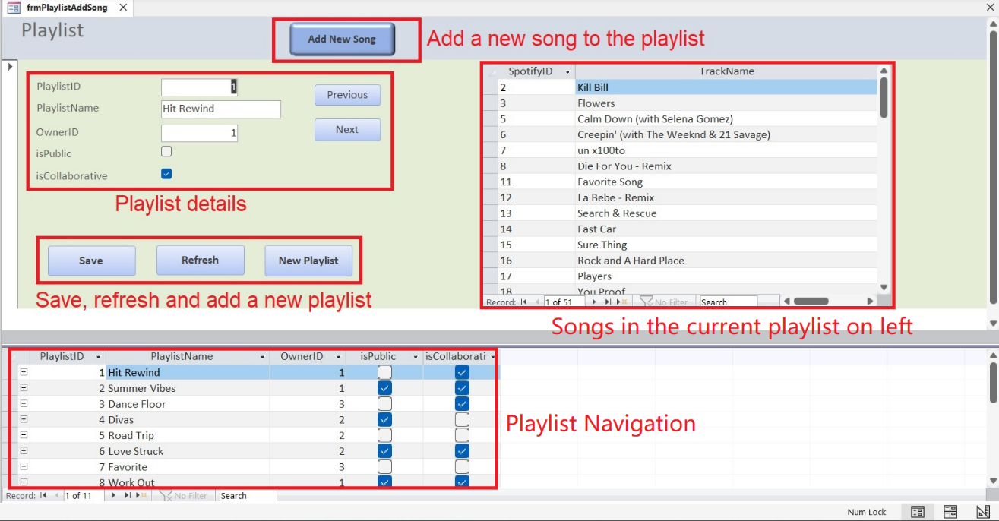 frmPlaylistAddSong
Playlist
Add New Song
Add a new song to the playlist
PlaylistID 1
PlaylistName Hit Rewind
OwnerID 1
isPublic
isCollaborative
Previous
Next
Playlist details
Save Refresh New Playlist
Save, refresh and add a new playlist
SpotifyID TrackName
2 Kill Bill
3 Flowers
5 Calm Down (with Selena Gomez)
6 Creepin' (with The Weeknd & 21 Savage)
7 un x100to
8 Die For You - Remix
11 Favorite Song
12 La Bebe - Remix
13 Search & Rescue
14 Fast Car
15 Sure Thing
16 Rock and A Hard Place
17 Players
18 You Proof
Record: 1 of 51 No Filter Search
Songs in the current playlist on left
PlaylistID PlaylistName OwnerID isPublic isCollaborati
1 Hit Rewind 1
2 Summer Vibes 1
3 Dance Floor 3
4 Divas 2
5 Road Trip 2
6 Love Struck 2
7 Favorite 3
8 Work Out 1
Playlist Navigation
Record: 1 of 11 No Filter Search
Num Lock